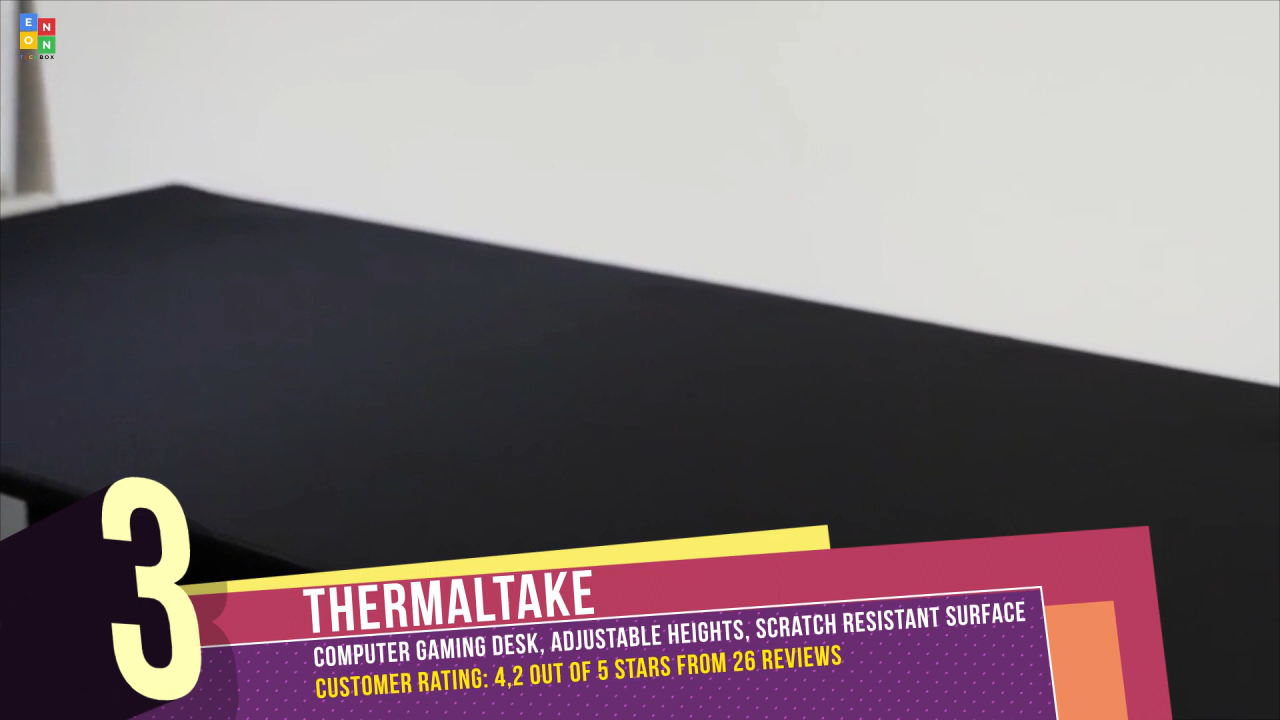 E N
O N
BOX
3
THERMALTAKE
COMPUTER GAMING DESK, ADJUSTABLE HEIGHTS, SCRATCH RESISTANT SURFACE
CUSTOMER RATING: 4,2 OUT OF 5 STARS FROM 26 REVIEWS